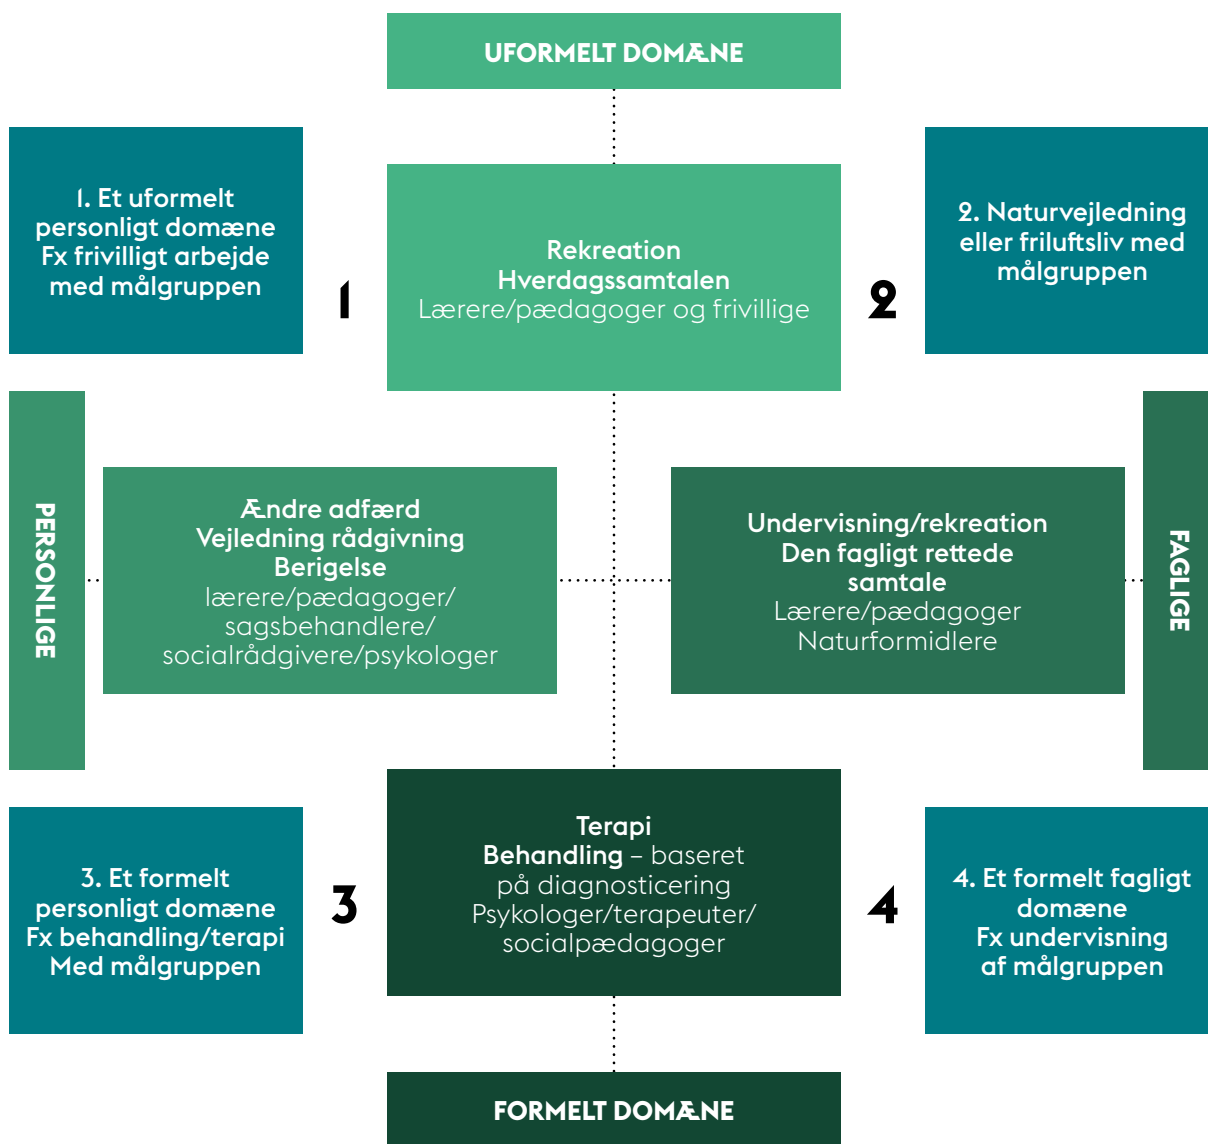 UFORMELT DOMÆNE
1. Et uformelt
personligt domæne
Fx frivilligt arbejde
med målgruppen
1
Rekreation
Hverdagssamtalen
Lærere/pædagoger og frivillige
2
2. Naturvejledning
eller friluftsliv med
målgruppen
PERSONLIGE
Ændre adfærd
Vejledning rådgivning
Berigelse
lærere/pædagoger/
sagsbehandlere/
socialrådgivere/psykologer
Undervisning/rekreation
Den fagligt rettede
samtale
Lærere/pædagoger
Naturformidlere
FAGLIGE
3. Et formelt
personligt domæne
Fx behandling/terapi
Med målgruppen
3
Terapi
Behandling – baseret
på diagnosticering
Psykologer/terapeuter/
socialpædagoger
4
4. Et formelt fagligt
domæne
Fx undervisning
af målgruppen
FORMELT DOMÆNE